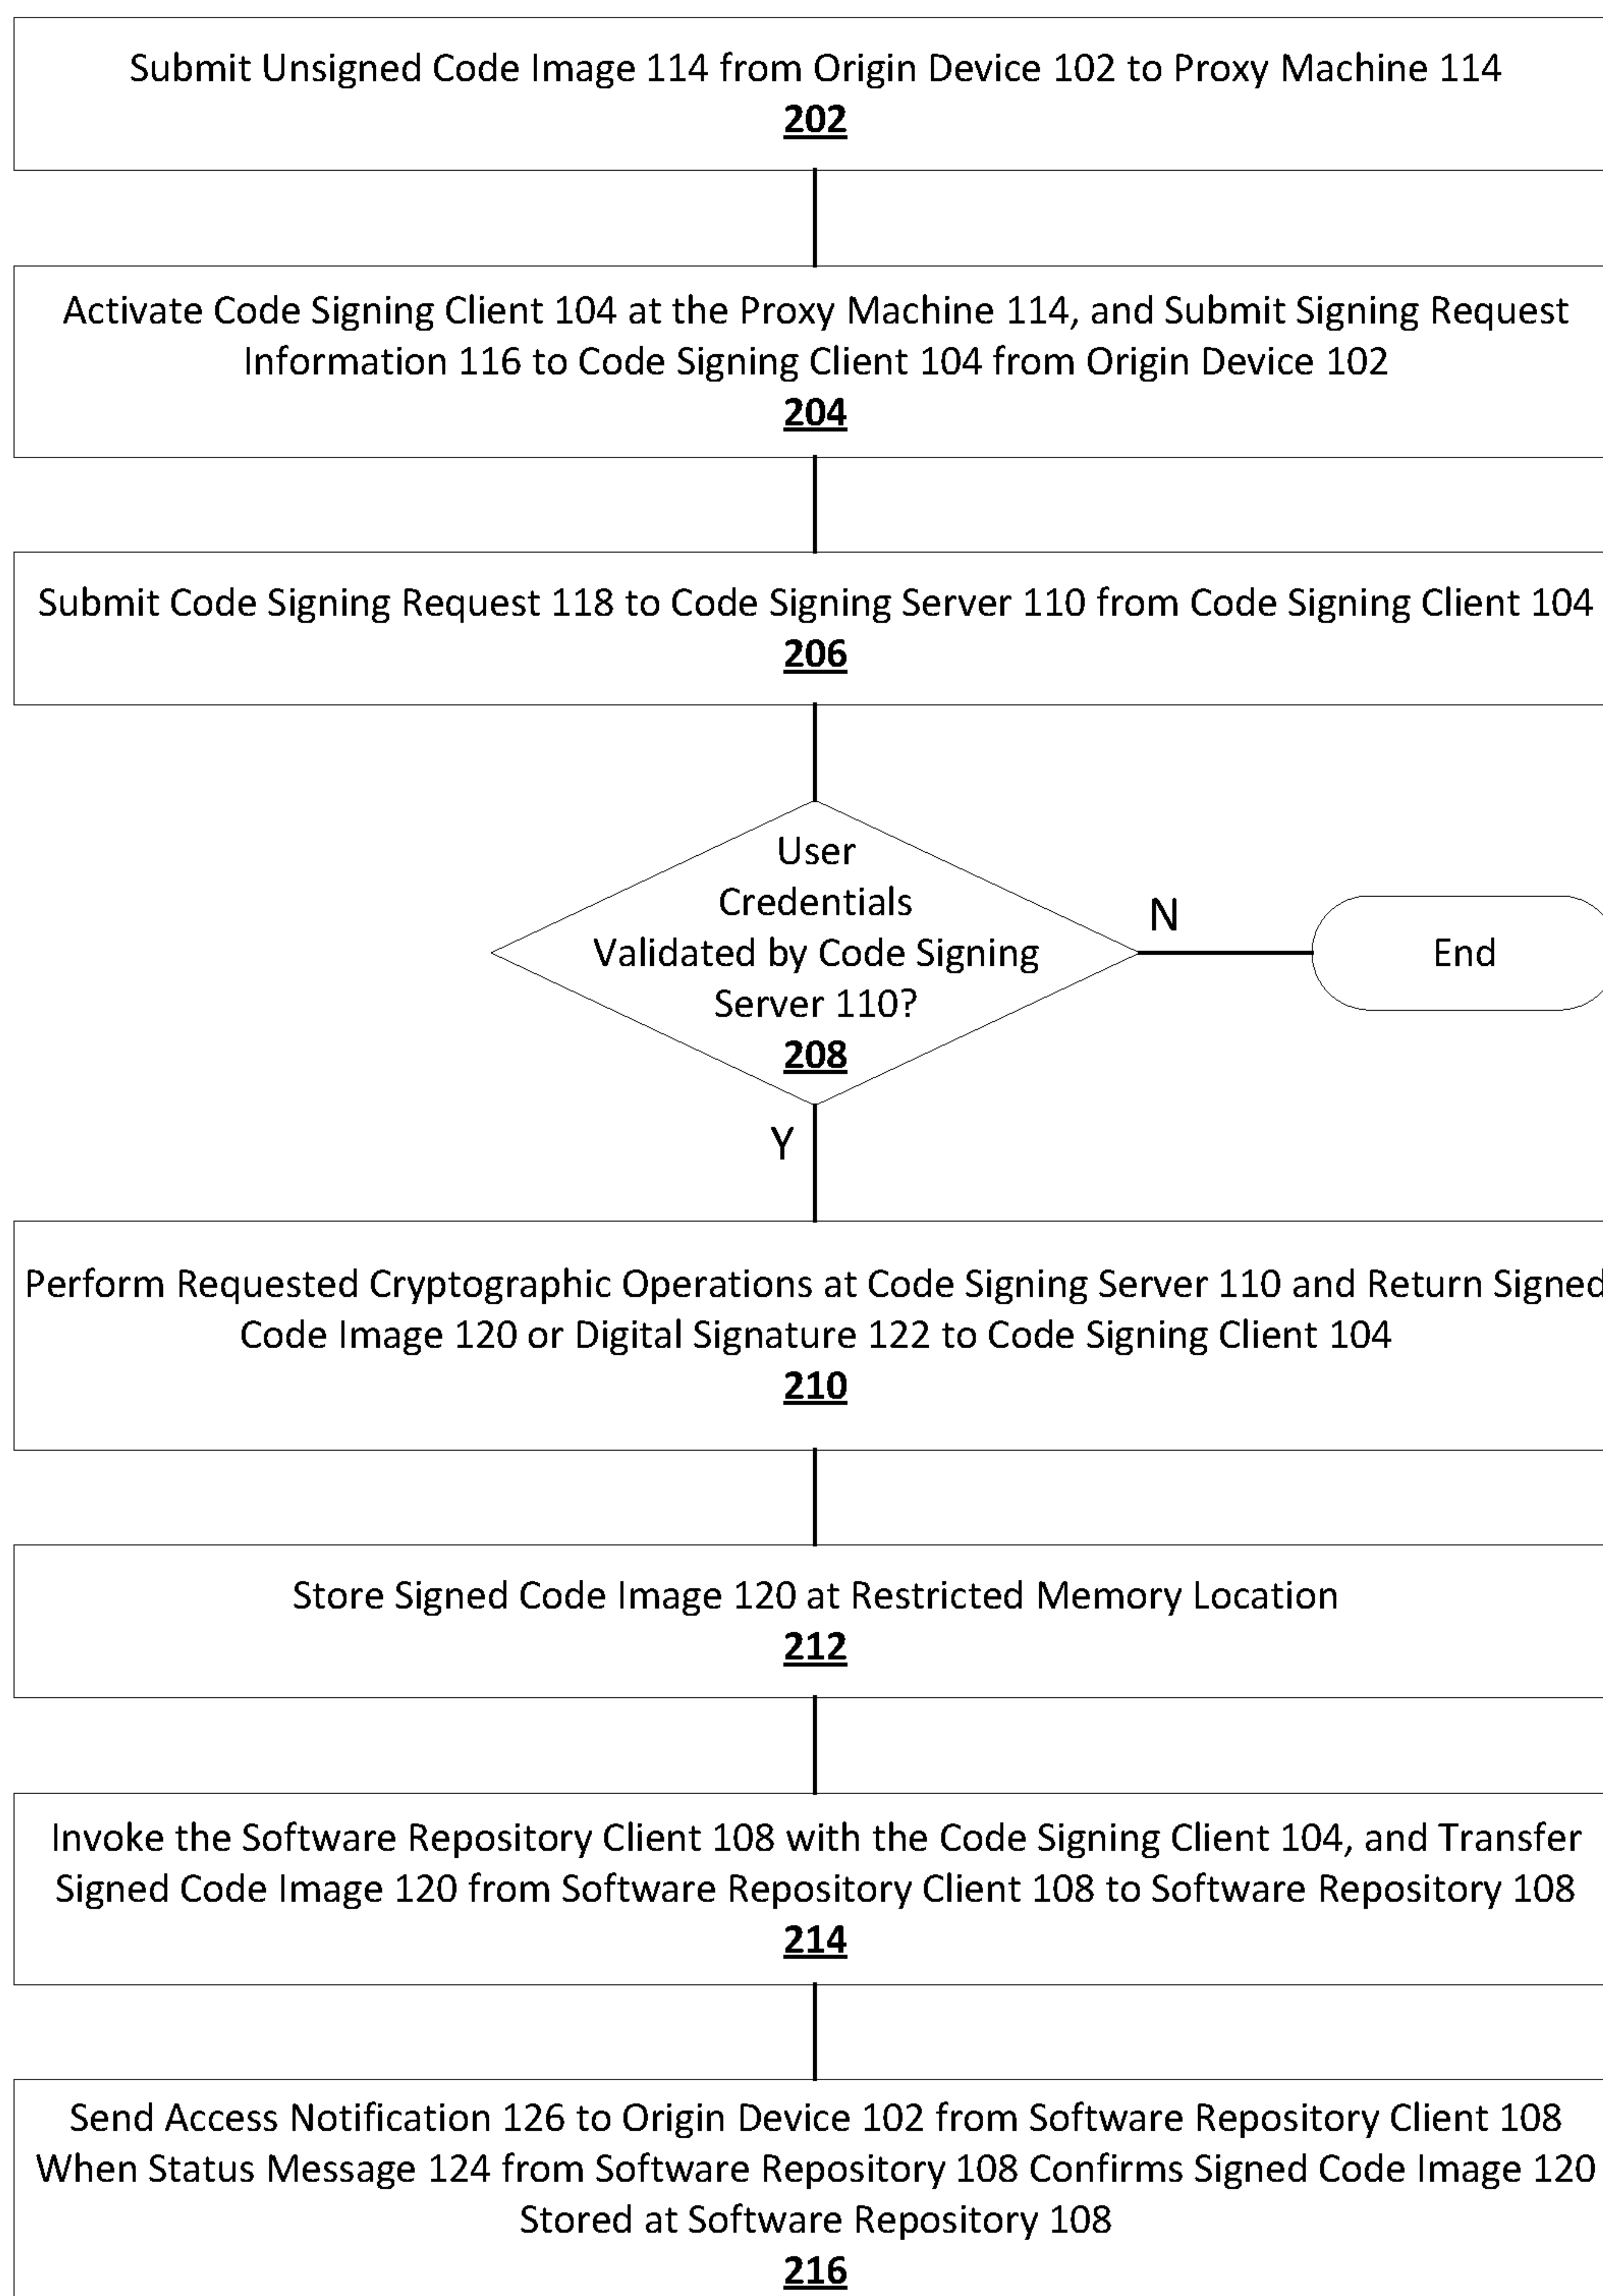 Submit Unsigned Code Image 114 from Origin Device 102 to Proxy Machine 114
202
Activate Code Signing Client 104 at the Proxy Machine 114, and Submit Signing Request
Information 116 to Code Signing Client 104 from Origin Device 102
204
Submit Code Signing Request 118 to Code Signing Server 110 from Code Signing Client 104
206
User
Credentials
Validated by Code Signing
Server 110?
208
N
End
Y
Perform Requested Cryptographic Operations at Code Signing Server 110 and Return Signed
Code Image 120 or Digital Signature 122 to Code Signing Client 104
210
Store Signed Code Image 120 at Restricted Memory Location
212
Invoke the Software Repository Client 108 with the Code Signing Client 104, and Transfer
Signed Code Image 120 from Software Repository Client 108 to Software Repository 108
214
Send Access Notification 126 to Origin Device 102 from Software Repository Client 108
When Status Message 124 from Software Repository 108 Confirms Signed Code Image 120
Stored at Software Repository 108
216